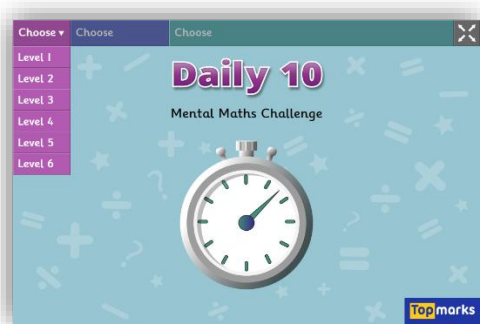 Choose ▾ Choose Choose
Level 1
Level 2
Level 3
Level 4
Level 5
Level 6
Daily 10
Mental Maths Challenge
Topmarks